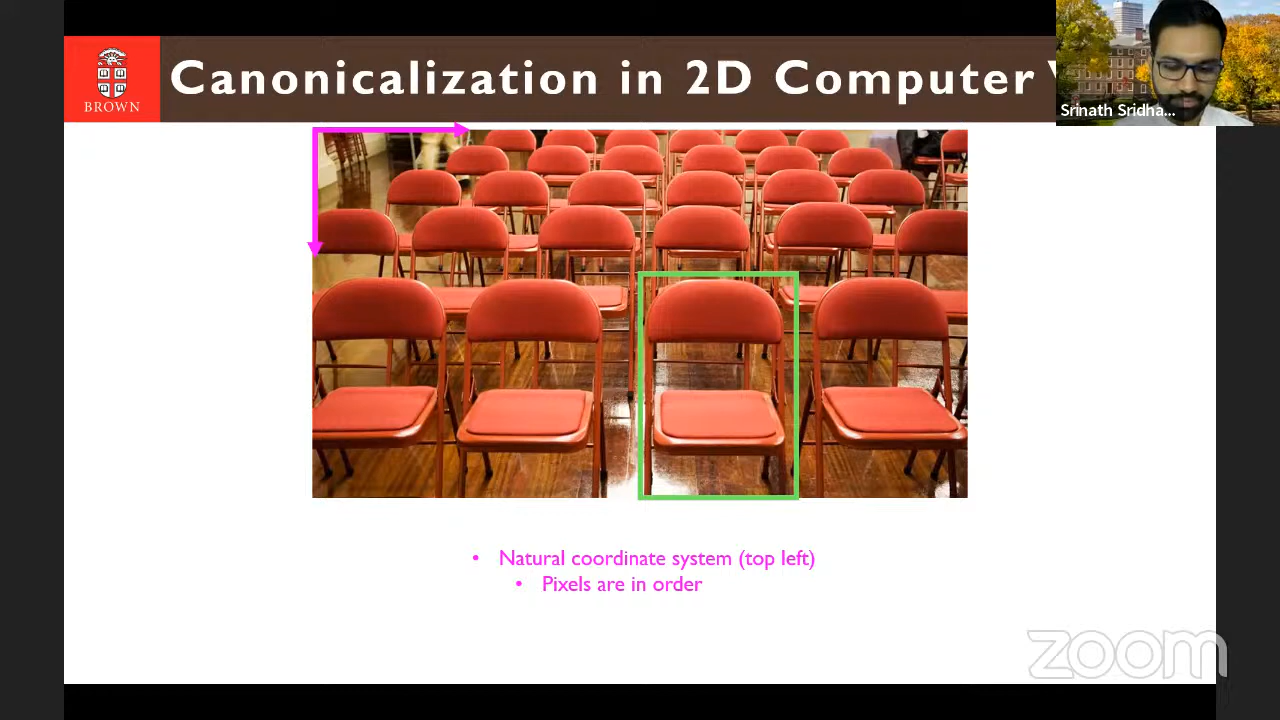 BROWN
Canonicalization in 2D Computer
Srinath Sridha...
• Natural coordinate system (top left)
• Pixels are in order
zoom